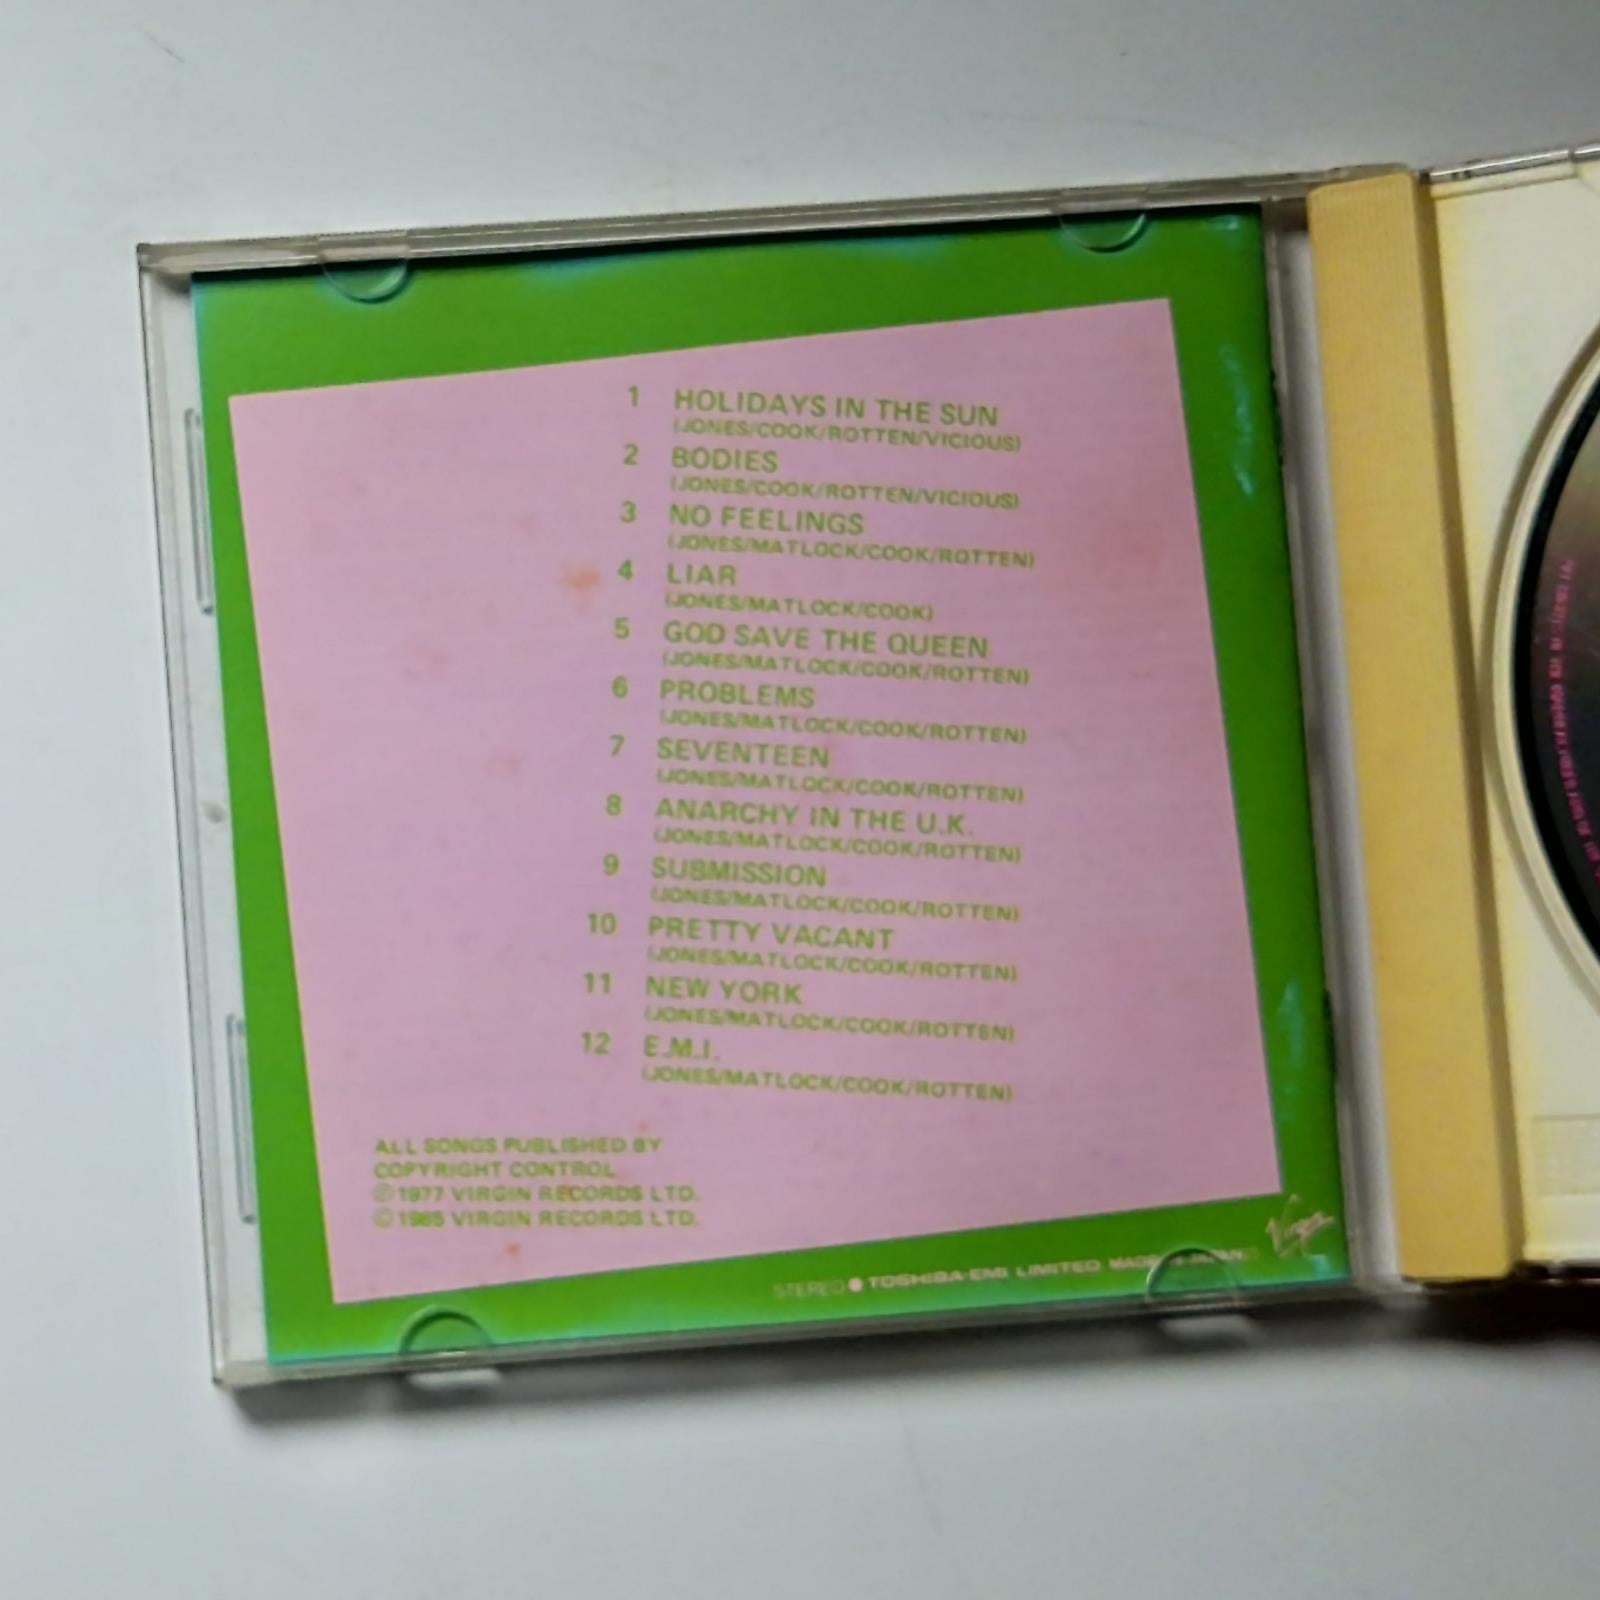 1 HOLIDAYS IN THE SUN
(JONES/COOK/ROTTEN/VICIOUS)
2 BODIES
(JONES/COOK/ROTTEN/VICIOUS)
3 NO FEELINGS
(JONES/MATLOCK/COOK/ROTTEN)
4 LIAR
(JONES/MATLOCK/COOK)
5 GOD SAVE THE QUEEN
(JONES/MATLOCK/COOK/ROTTEN)
6 PROBLEMS
(JONES/MATLOCK/COOK/ROTTEN)
7 SEVENTEEN
(JONES/MATLOCK/COOK/ROTTEN)
8 ANARCHY IN THE U.K.
(JONES/MATLOCK/COOK/ROTTEN)
9 SUBMISSION
(JONES/MATLOCK/COOK/ROTTEN)
10 PRETTY VACANT
(JONES/MATLOCK/COOK/ROTTEN)
11 NEW YORK
(JONES/MATLOCK/COOK/ROTTEN)
12 E.M.I.
(JONES/MATLOCK/COOK/ROTTEN)
ALL SONGS PUBLISHED BY
COPYRIGHT CONTROL
℗ 1977 VIRGIN RECORDS LTD.
© 1985 VIRGIN RECORDS LTD.
STEREO ● TOSHIBA-EMI LIMITED MADE IN JAPAN
Virgin